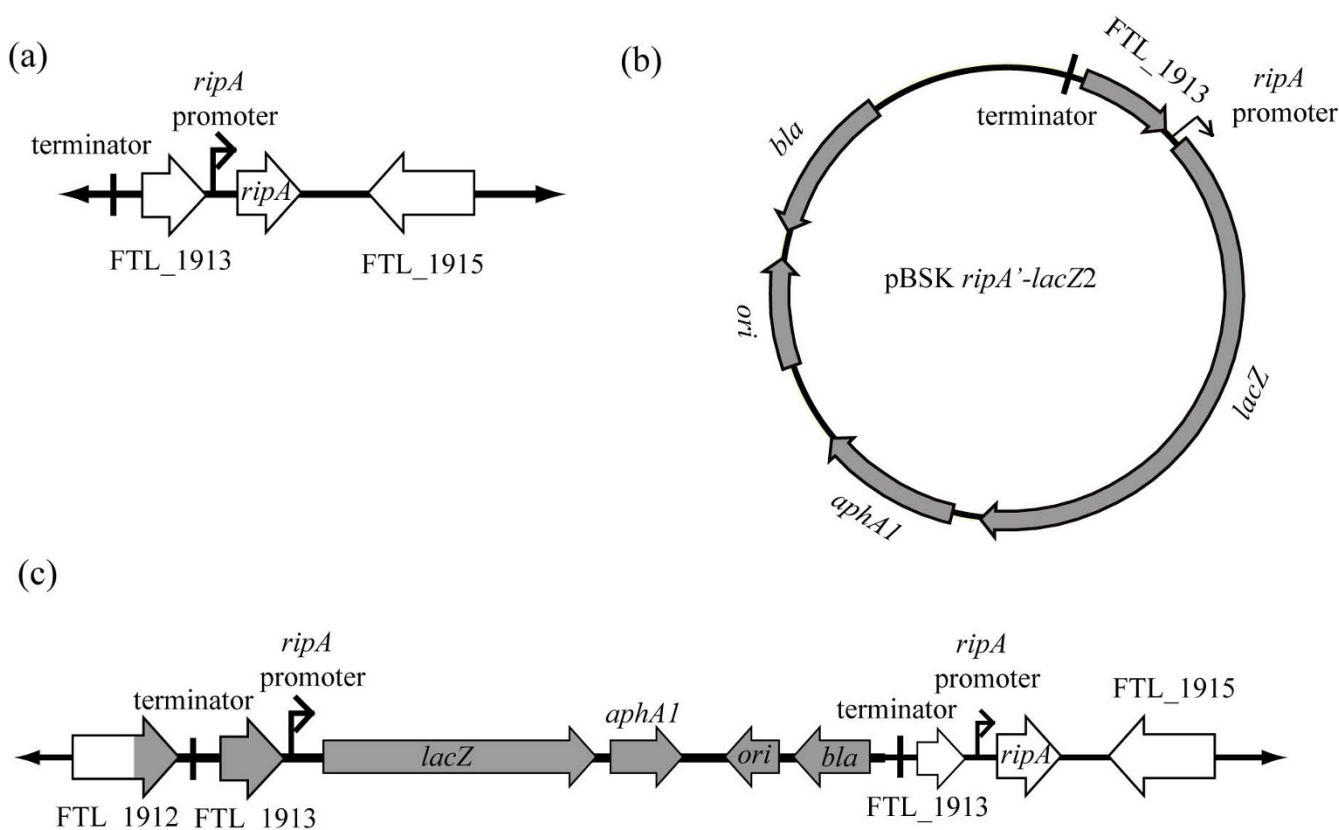 (a)
ripA
promoter
terminator
ripA
FTL_1913
FTL_1915
(b)
FTL_1913
ripA
promoter
terminator
bla
ori
pBSK ripA'-lacZ2
lacZ
aphA1
(c)
ripA
promoter
terminator
aphA1
terminator
ripA
promoter
FTL_1915
lacZ
ori
bla
ripA
FTL_1912
FTL_1913
FTL_1913